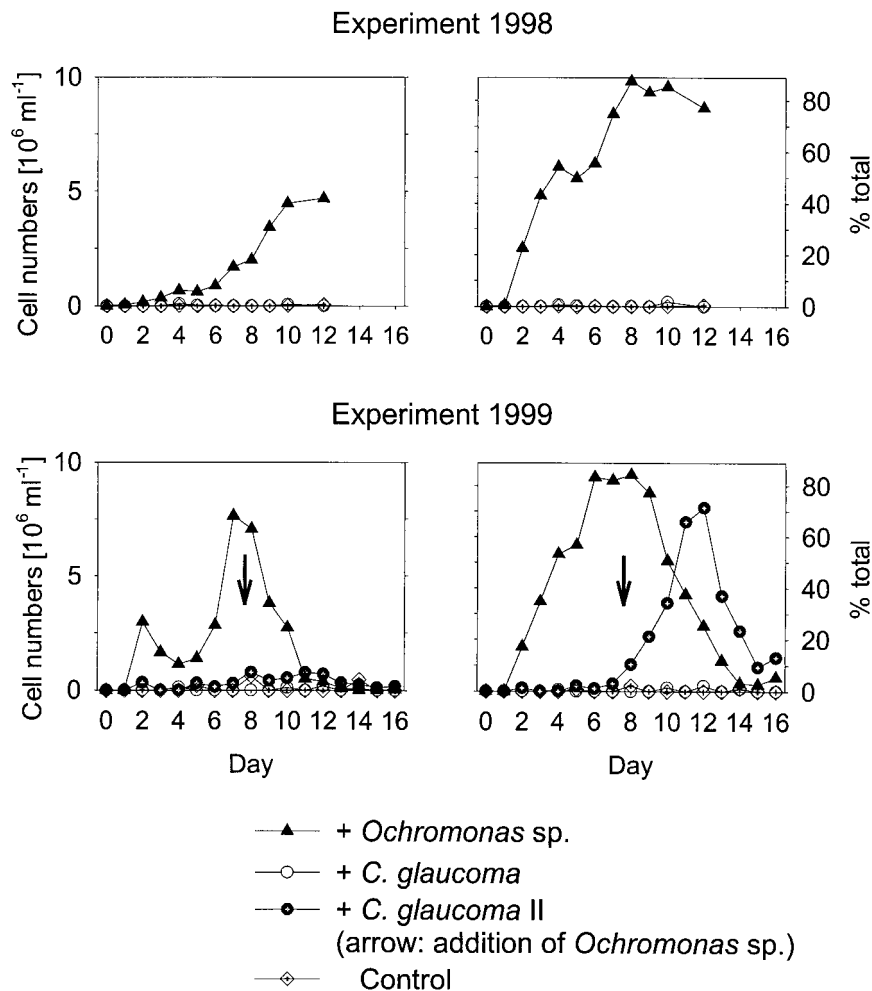 Experiment 1998
Cell numbers [10⁶ ml⁻¹]
10
5
0
0 2 4 6 8 10 12 14 16
80
60
40
20
0
% total
0 2 4 6 8 10 12 14 16
Experiment 1999
Cell numbers [10⁶ ml⁻¹]
10
5
0
0 2 4 6 8 10 12 14 16
Day
80
60
40
20
0
% total
0 2 4 6 8 10 12 14 16
Day
+ Ochromonas sp.
+ C. glaucoma
+ C. glaucoma II
(arrow: addition of Ochromonas sp.)
Control